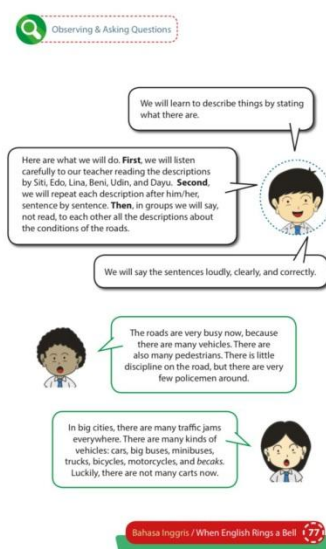 Observing & Asking Questions
We will learn to describe things by stating
what there are.
Here are what we will do. First, we will listen
carefully to our teacher reading the descriptions
by Siti, Edo, Lina, Beni, Udin, and Dayu. Second,
we will repeat each description after him/her,
sentence by sentence. Then, in groups we will say,
not read, to each other all the descriptions about
the conditions of the roads.
We will say the sentences loudly, clearly, and correctly.
The roads are very busy now, because
there are many vehicles. There are
also many pedestrians. There is little
discipline on the road, but there are very
few policemen around.
In big cities, there are many traffic jams
everywhere. There are many kinds of
vehicles: cars, big buses, minibuses,
trucks, bicycles, motorcycles, and becaks.
Luckily, there are not many carts now.
Bahasa Inggris / When English Rings a Bell 77